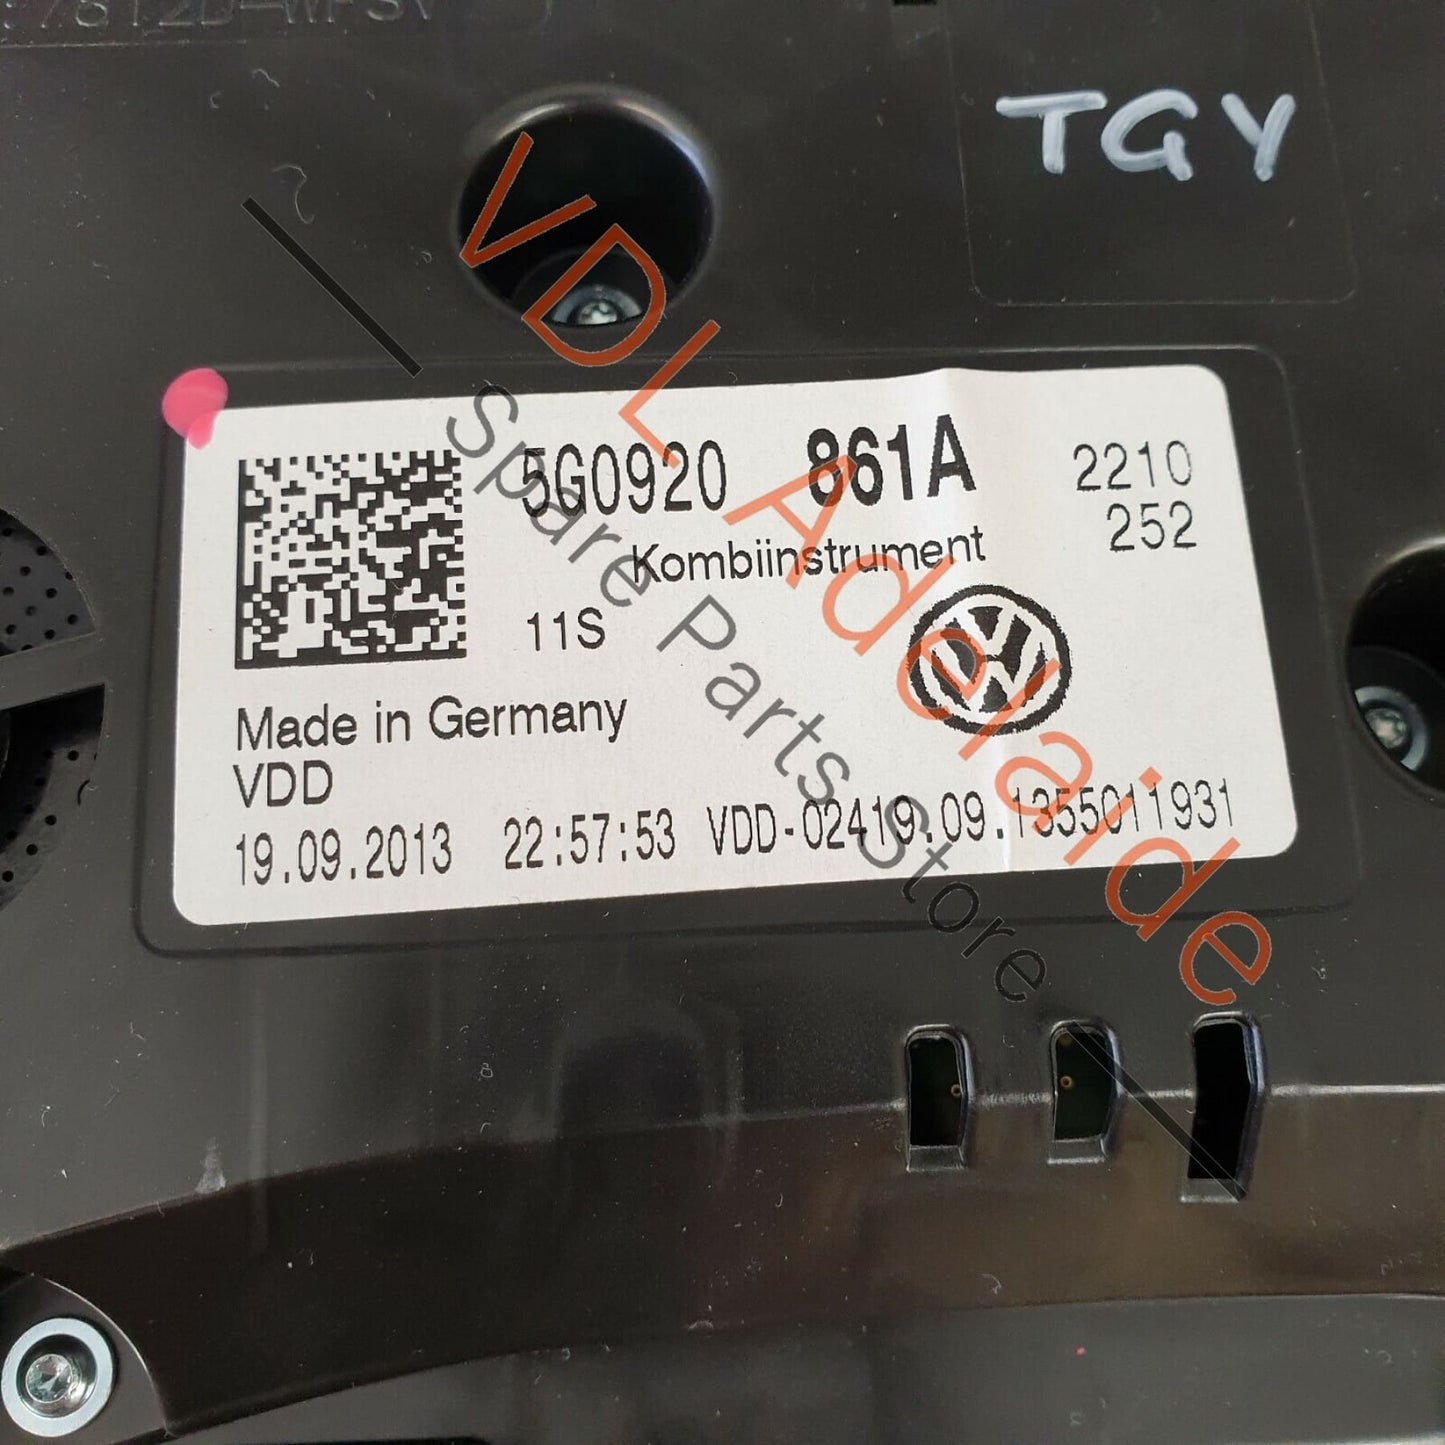 TGY
5G0920 861A 2210
252
Kombiinstrument
11S
Made in Germany
VDD
19.09.2013 22:57:53 VDD-02419.09.1355011931
VDL Adelaide
Spare Parts Store